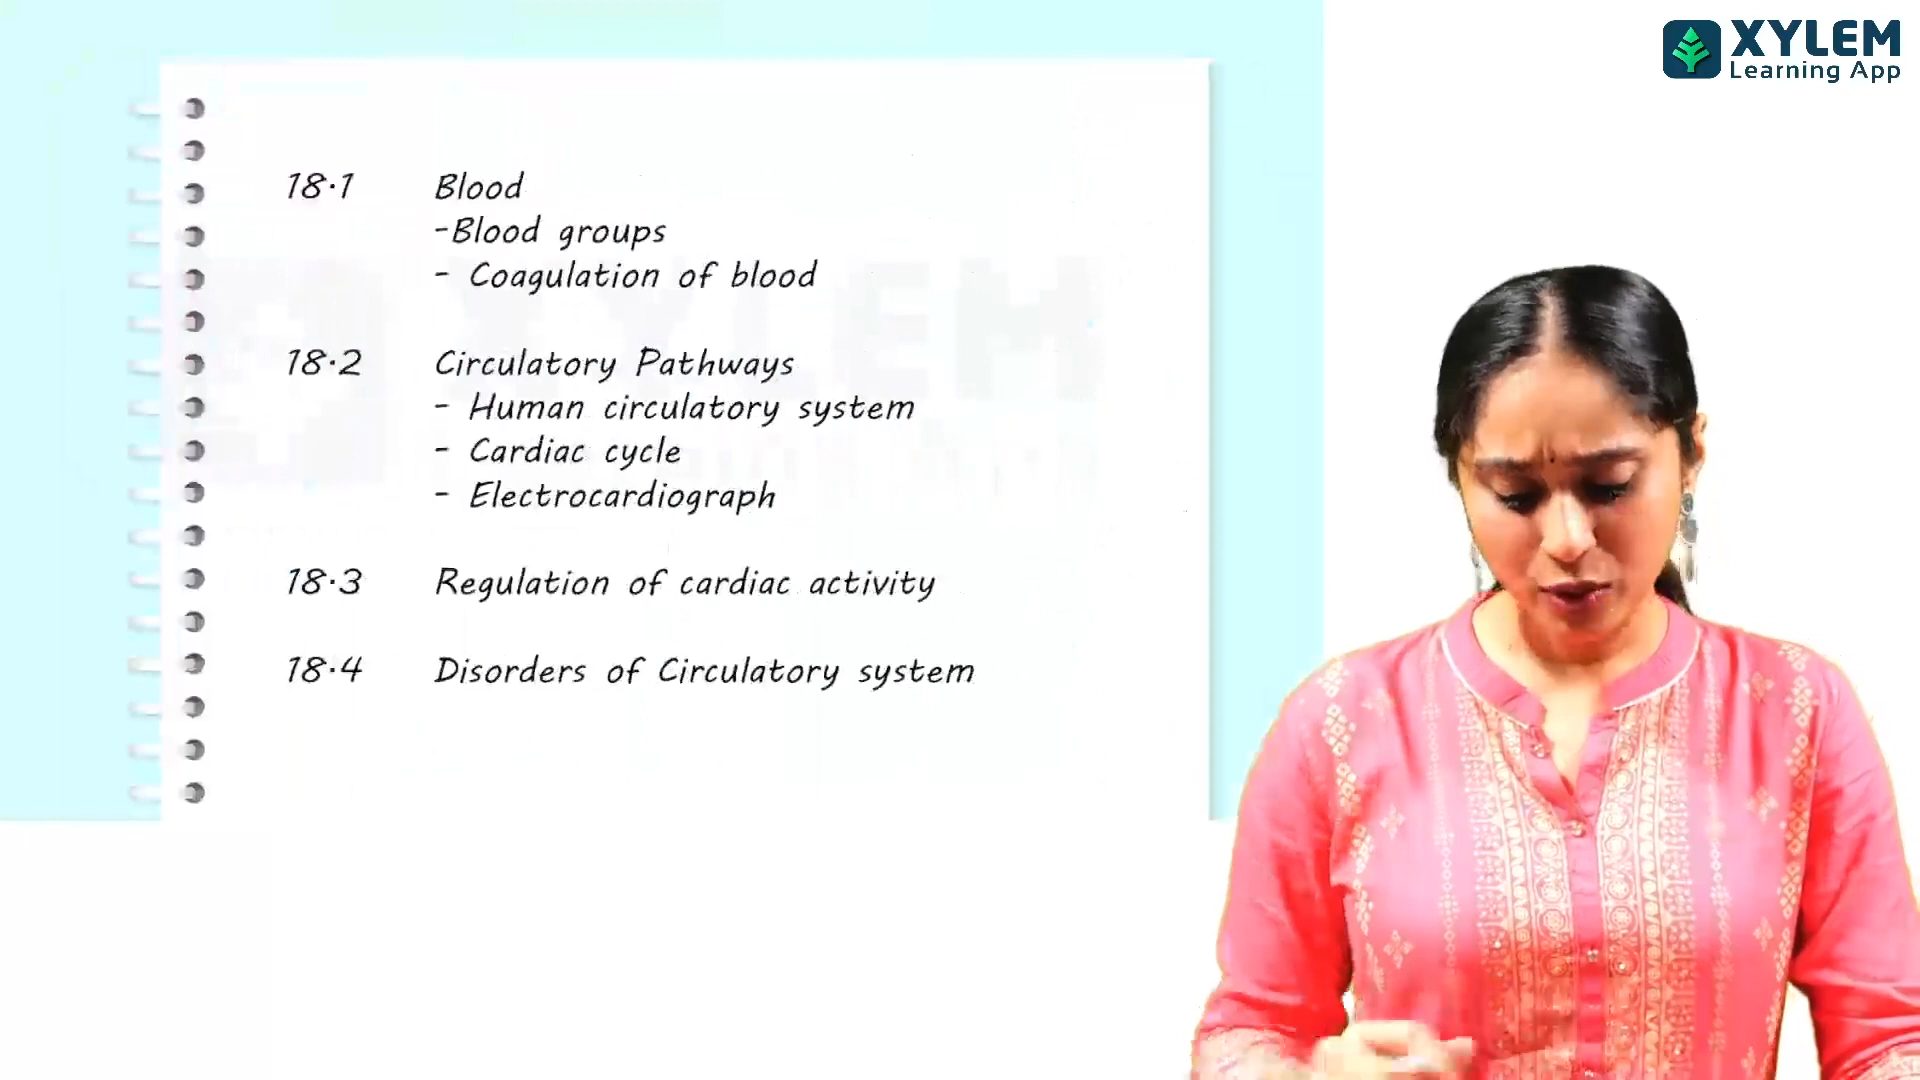 XYLEM
Learning App
18.1 Blood
-Blood groups
- Coagulation of blood
18.2 Circulatory Pathways
- Human circulatory system
- Cardiac cycle
- Electrocardiograph
18.3 Regulation of cardiac activity
18.4 Disorders of Circulatory system